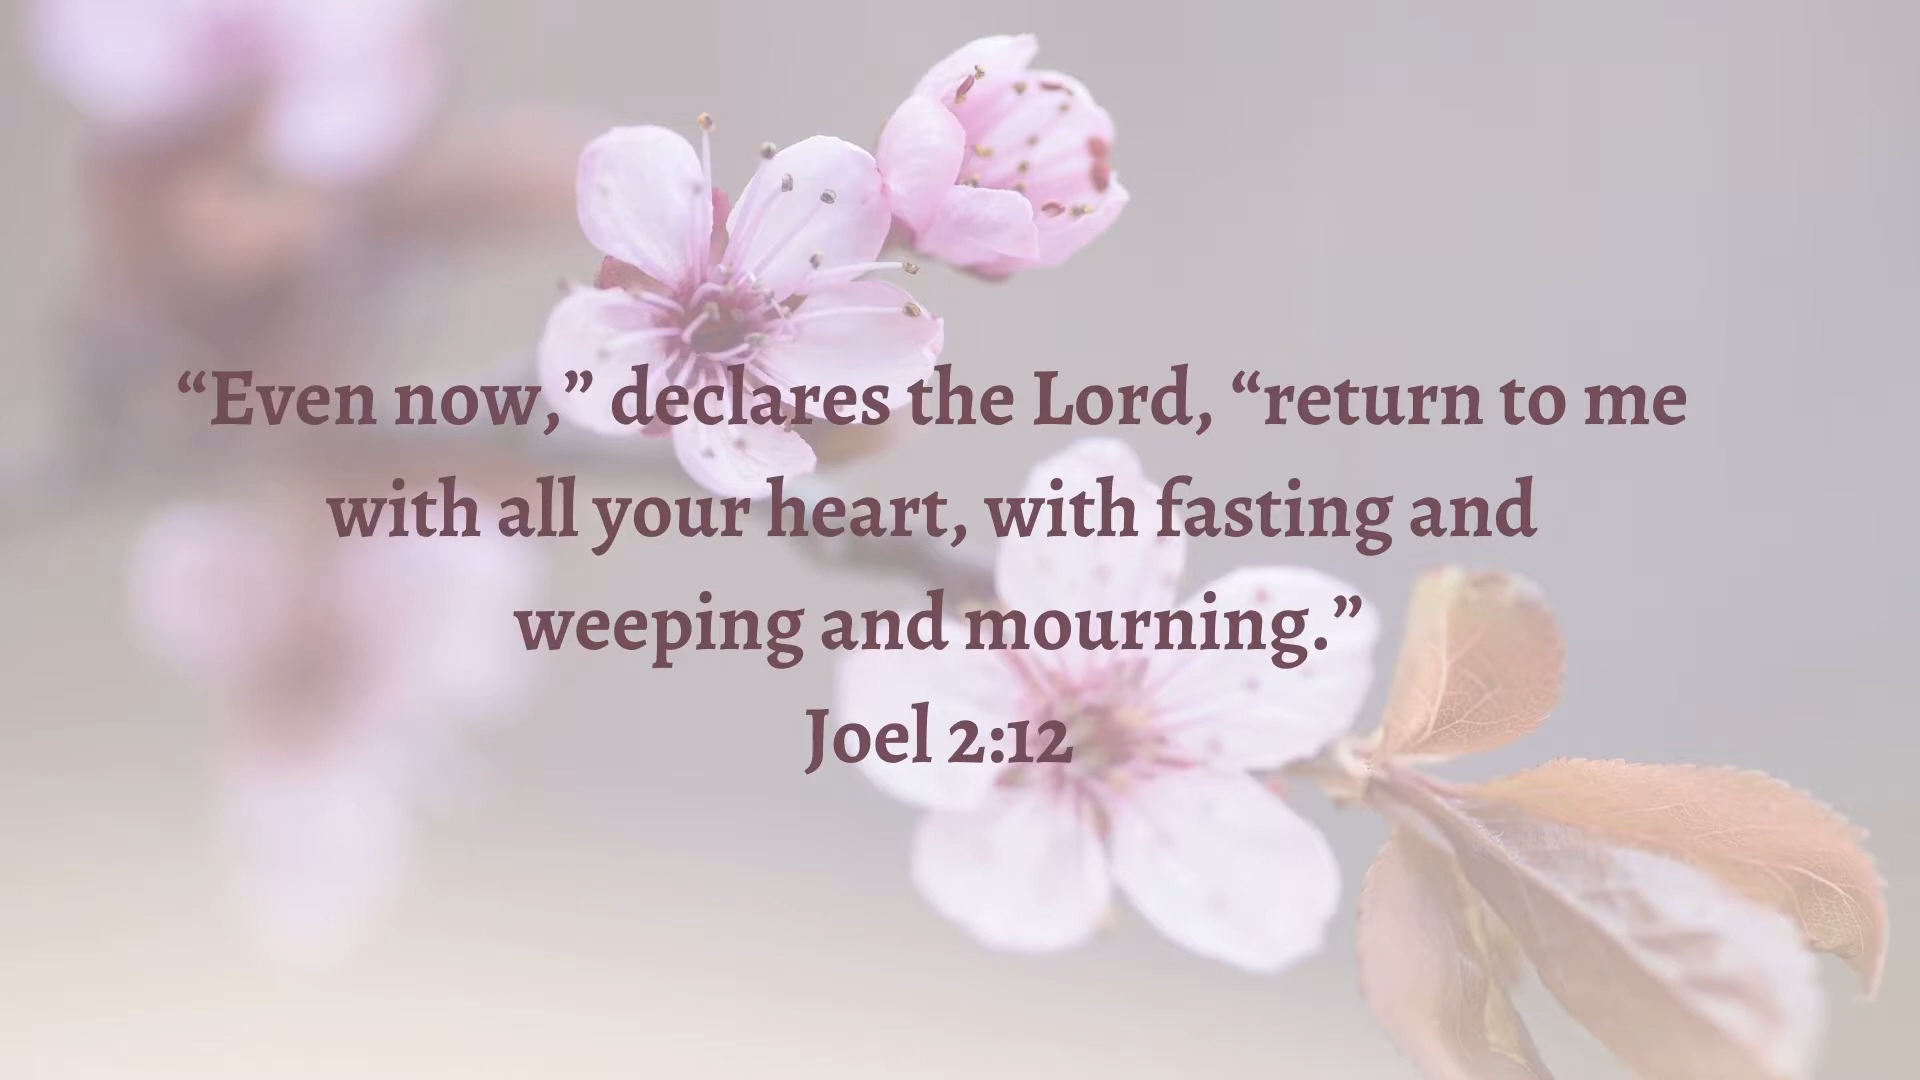 “Even now,” declares the Lord, “return to me
with all your heart, with fasting and
weeping and mourning.”
Joel 2:12